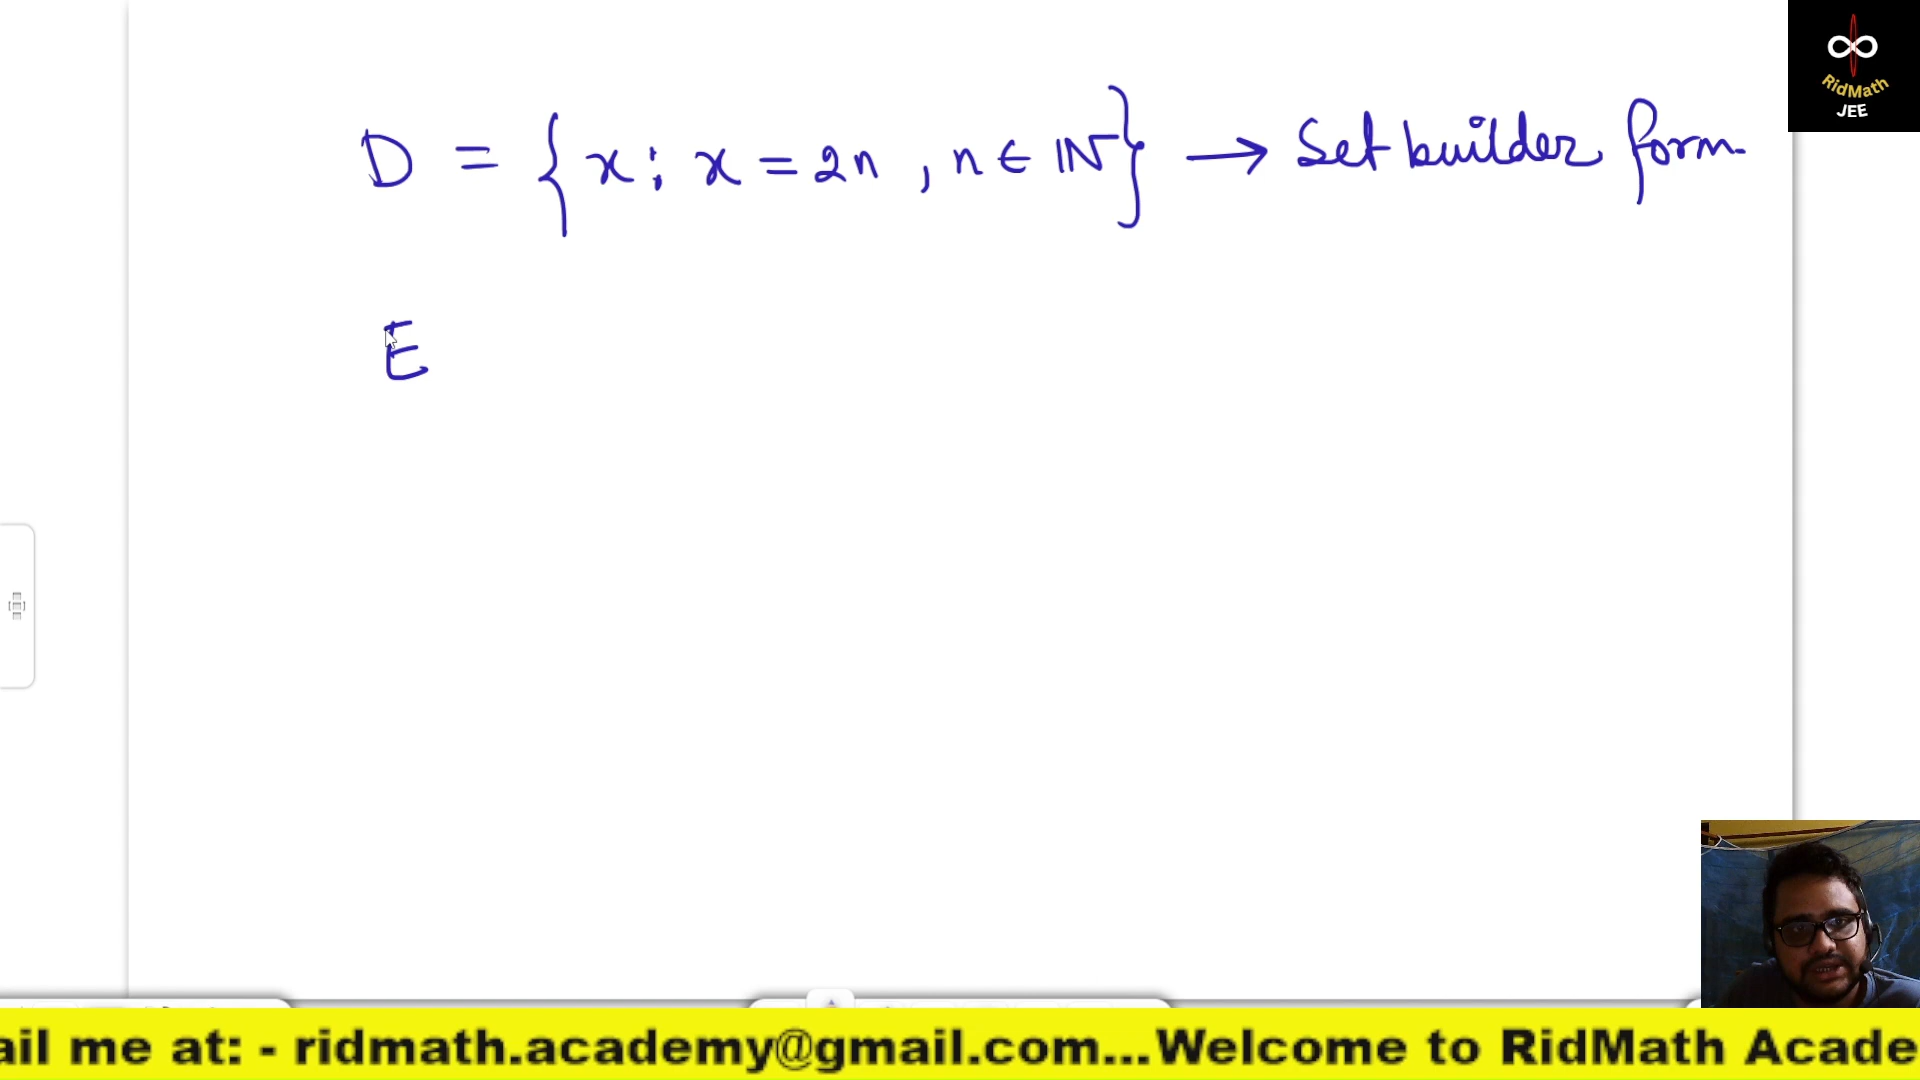 D = { x : x = 2n , n ∈ ℕ } → Set builder form.
RidMath
JEE
E
ail me at: - ridmath.academy@gmail.com...Welcome to RidMath Acade